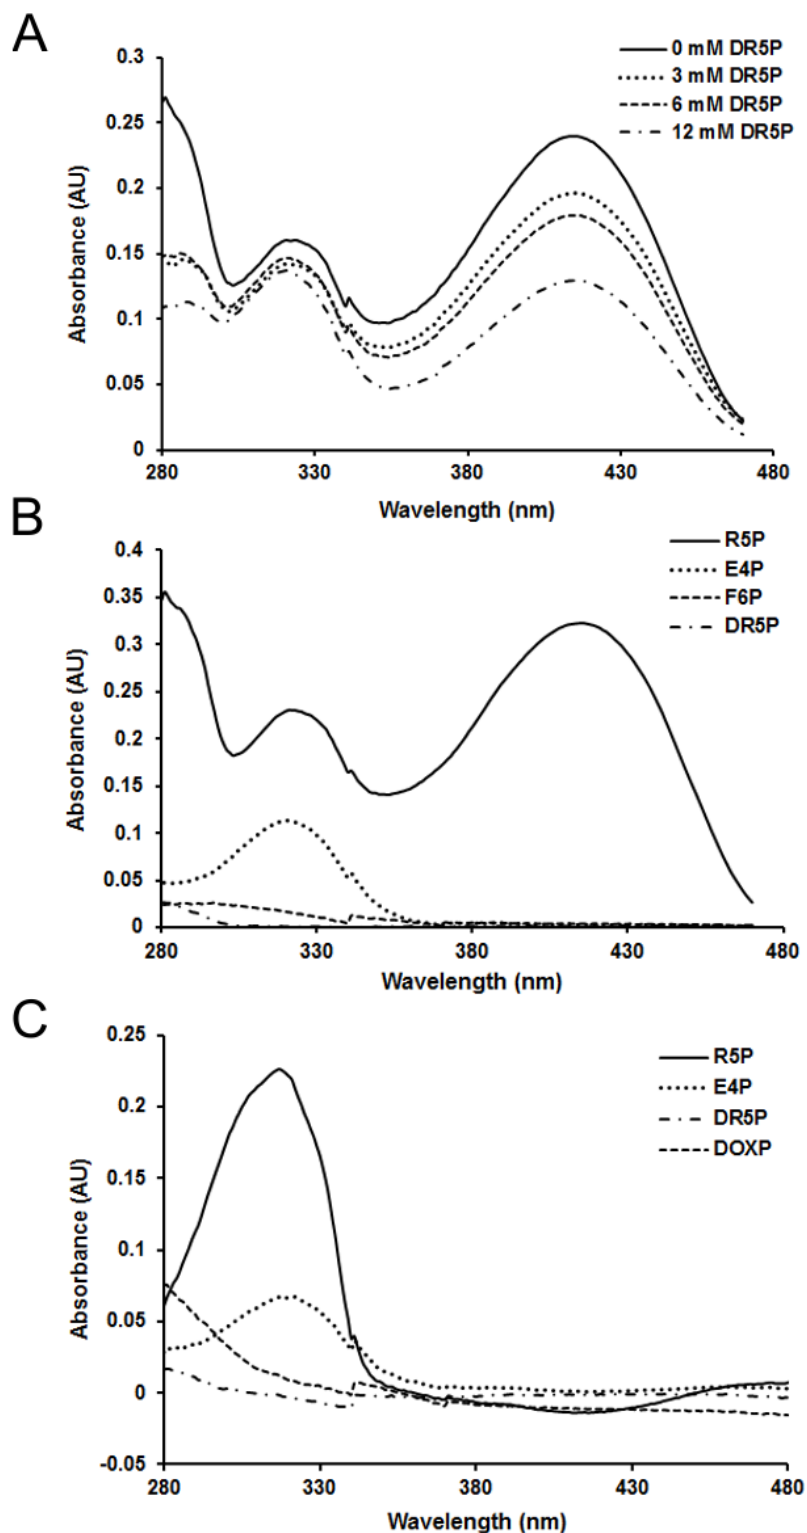 A
0 mM DR5P
3 mM DR5P
6 mM DR5P
12 mM DR5P
0.3
0.25
0.2
0.15
0.1
0.05
0
Absorbance (AU)
280
330
380
430
480
Wavelength (nm)
B
R5P
E4P
F6P
DR5P
0.4
0.35
0.3
0.25
0.2
0.15
0.1
0.05
0
Absorbance (AU)
280
330
380
430
480
Wavelength (nm)
C
R5P
E4P
DR5P
DOXP
0.25
0.2
0.15
0.1
0.05
0
-0.05
Absorbance (AU)
280
330
380
430
480
Wavelength (nm)